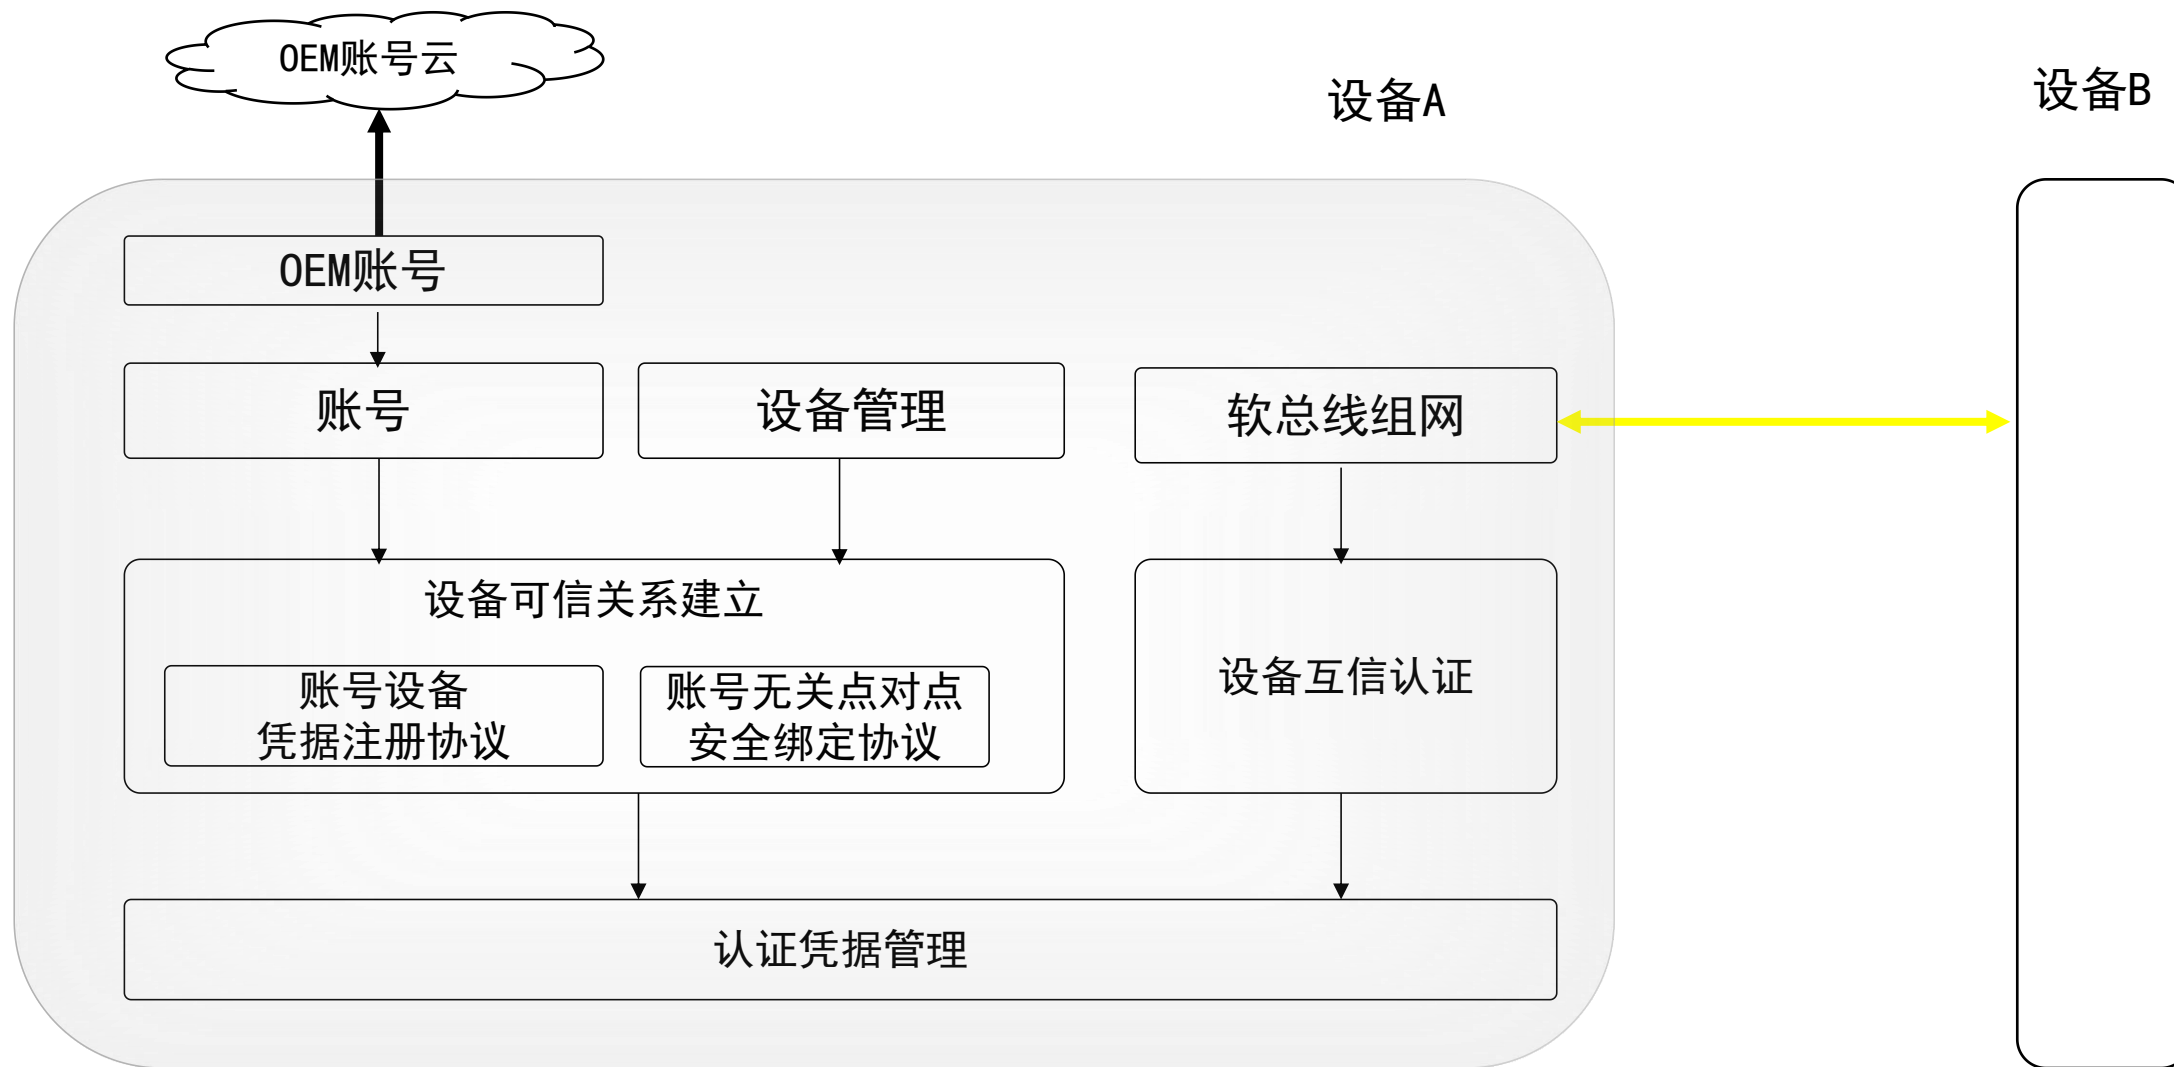 OEM账号云
设备A
设备B
OEM账号
账号
设备管理
软总线组网
设备可信关系建立
账号设备
凭据注册协议
账号无关点对点
安全绑定协议
设备互信认证
认证凭据管理